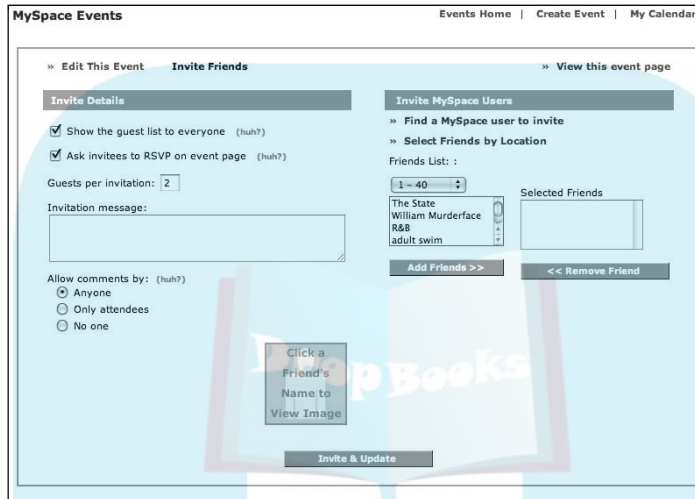 MySpace Events
Events Home | Create Event | My Calendar
» Edit This Event Invite Friends
» View this event page
Invite Details
Show the guest list to everyone (huh?)
Ask invitees to RSVP on event page (huh?)
Guests per invitation: 2
Invitation message:
Allow comments by: (huh?)
Anyone
Only attendees
No one
Invite MySpace Users
» Find a MySpace user to invite
» Select Friends by Location
Friends List: :
1 - 40
The State
William Murderface
R&B
adult swim
Add Friends >>
Selected Friends
<< Remove Friend
Click a
Friend's
Name to
View Image
DropBooks
Invite & Update